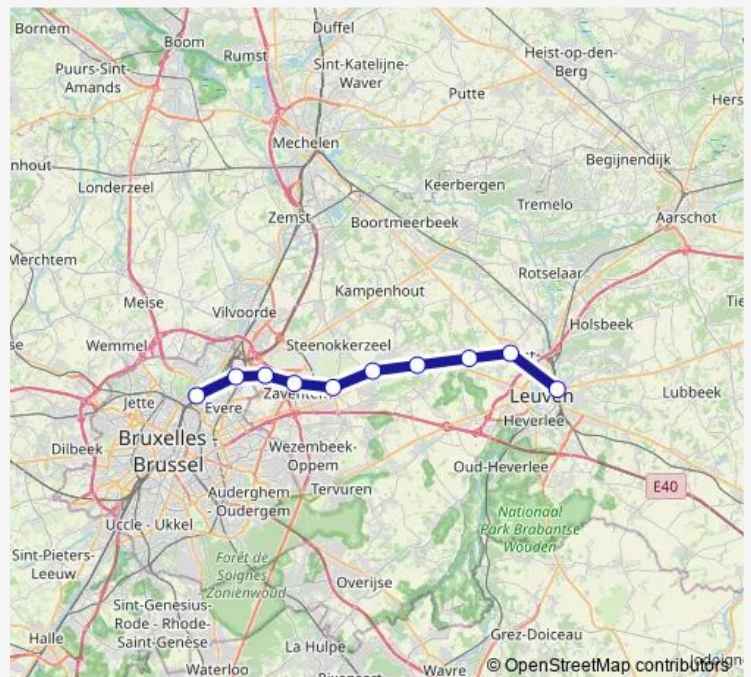 Bornem
Duffel
Boom
Rumst
Heist-op-den-
Berg
Puurs-Sint-
Amands
Sint-Katelijne-
Waver
Putte
Hers
Mechelen
nhout
Begijnendijk
Londerzeel
Keerbergen
Tremelo
Zemst
Boortmeerbeek
Aarschot
Merchtem
Rotselaar
Meise
Kampenhout
Tie
Vilvoorde
Holsbeek
se
Wemmel
Steenokkerzeel
Jette
Evere
Leuven
Lubbeek
Heverlee
Bruxelles -
Brussel
Dilbeek
Wezembeek-
Oppem
Oud-Heverlee
Tervuren
E40
Auderghem
- Oudergem
Nationaal
Park Brabantse
Wouden
Uccle - Ukkel
Sint-Pieters-
Leeuw
Forêt de
Soignes -
Zoniënwoud
Overijse
Sint-Genesius-
Rode - Rhode-
Saint-Genèse
Halle
La Hulpe
Grez-Doiceau
Waterloo
Wavre
© OpenStreetMap contributors